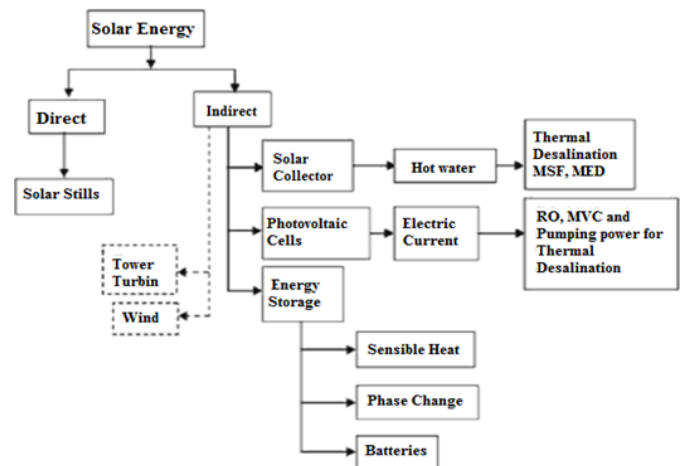 Solar Energy
Direct
Indirect
Solar Stills
Solar
Collector
Hot water
Thermal
Desalination
MSF, MED
Photovoltaic
Cells
Electric
Current
RO, MVC and
Pumping power for
Thermal
Desalination
Tower
Turbin
Wind
Energy
Storage
Sensible Heat
Phase Change
Batteries